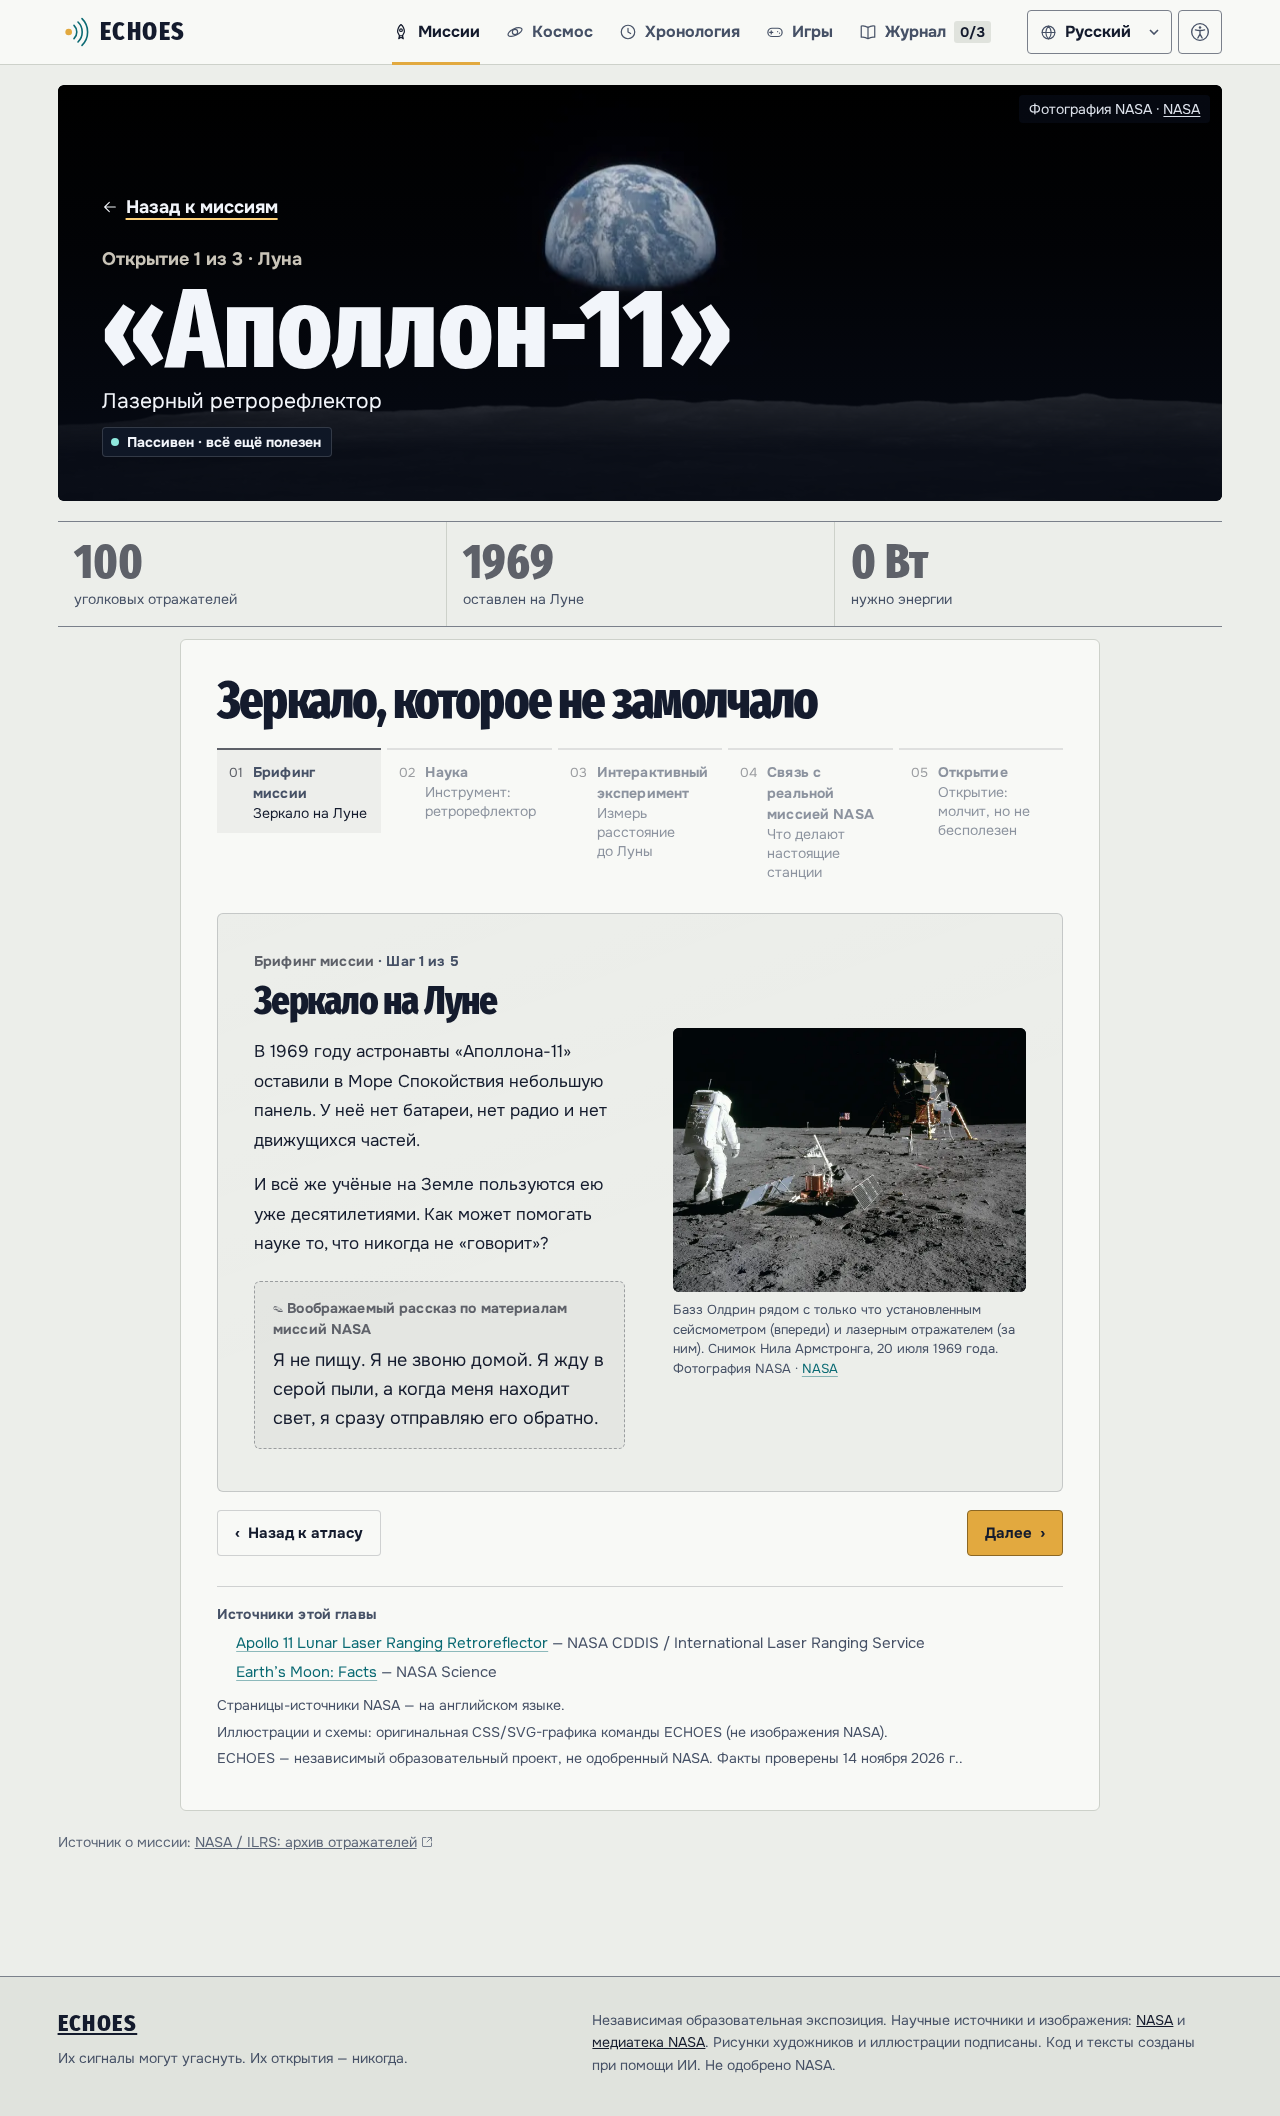 ECHOES
Миссии
Космос
Хронология
Игры
Журнал 0/3
Русский
Фотография NASA · NASA
← Назад к миссиям
Открытие 1 из 3 · Луна
«Аполлон-11»
Лазерный ретрорефлектор
Пассивен · всё ещё полезен
100
уголковых отражателей
1969
оставлен на Луне
0 Вт
нужно энергии
Зеркало, которое не замолчало
01 Брифинг
миссии
Зеркало на Луне
02 Наука
Инструмент:
ретрорефлектор
03 Интерактивный
эксперимент
Измерь
расстояние
до Луны
04 Связь с
реальной
миссией NASA
Что делают
настоящие
станции
05 Открытие
Открытие:
молчит, но не
бесполезен
Брифинг миссии · Шаг 1 из 5
Зеркало на Луне
В 1969 году астронавты «Аполлона-11»
оставили в Море Спокойствия небольшую
панель. У неё нет батареи, нет радио и нет
движущихся частей.
И всё же учёные на Земле пользуются ею
уже десятилетиями. Как может помогать
науке то, что никогда не «говорит»?
Воображаемый рассказ по материалам
миссий NASA
Я не пищу. Я не звоню домой. Я жду в
серой пыли, а когда меня находит
свет, я сразу отправляю его обратно.
Базз Олдрин рядом с только что установленным
сейсмометром (впереди) и лазерным отражателем (за
ним). Снимок Нила Армстронга, 20 июля 1969 года.
Фотография NASA · NASA
‹ Назад к атласу
Далее ›
Источники этой главы
Apollo 11 Lunar Laser Ranging Retroreflector — NASA CDDIS / International Laser Ranging Service
Earth’s Moon: Facts — NASA Science
Страницы-источники NASA — на английском языке.
Иллюстрации и схемы: оригинальная CSS/SVG-графика команды ECHOES (не изображения NASA).
ECHOES — независимый образовательный проект, не одобренный NASA. Факты проверены 14 ноября 2026 г..
Источник о миссии: NASA / ILRS: архив отражателей
ECHOES
Их сигналы могут угаснуть. Их открытия — никогда.
Независимая образовательная экспозиция. Научные источники и изображения: NASA и
медиатека NASA. Рисунки художников и иллюстрации подписаны. Код и тексты созданы
при помощи ИИ. Не одобрено NASA.